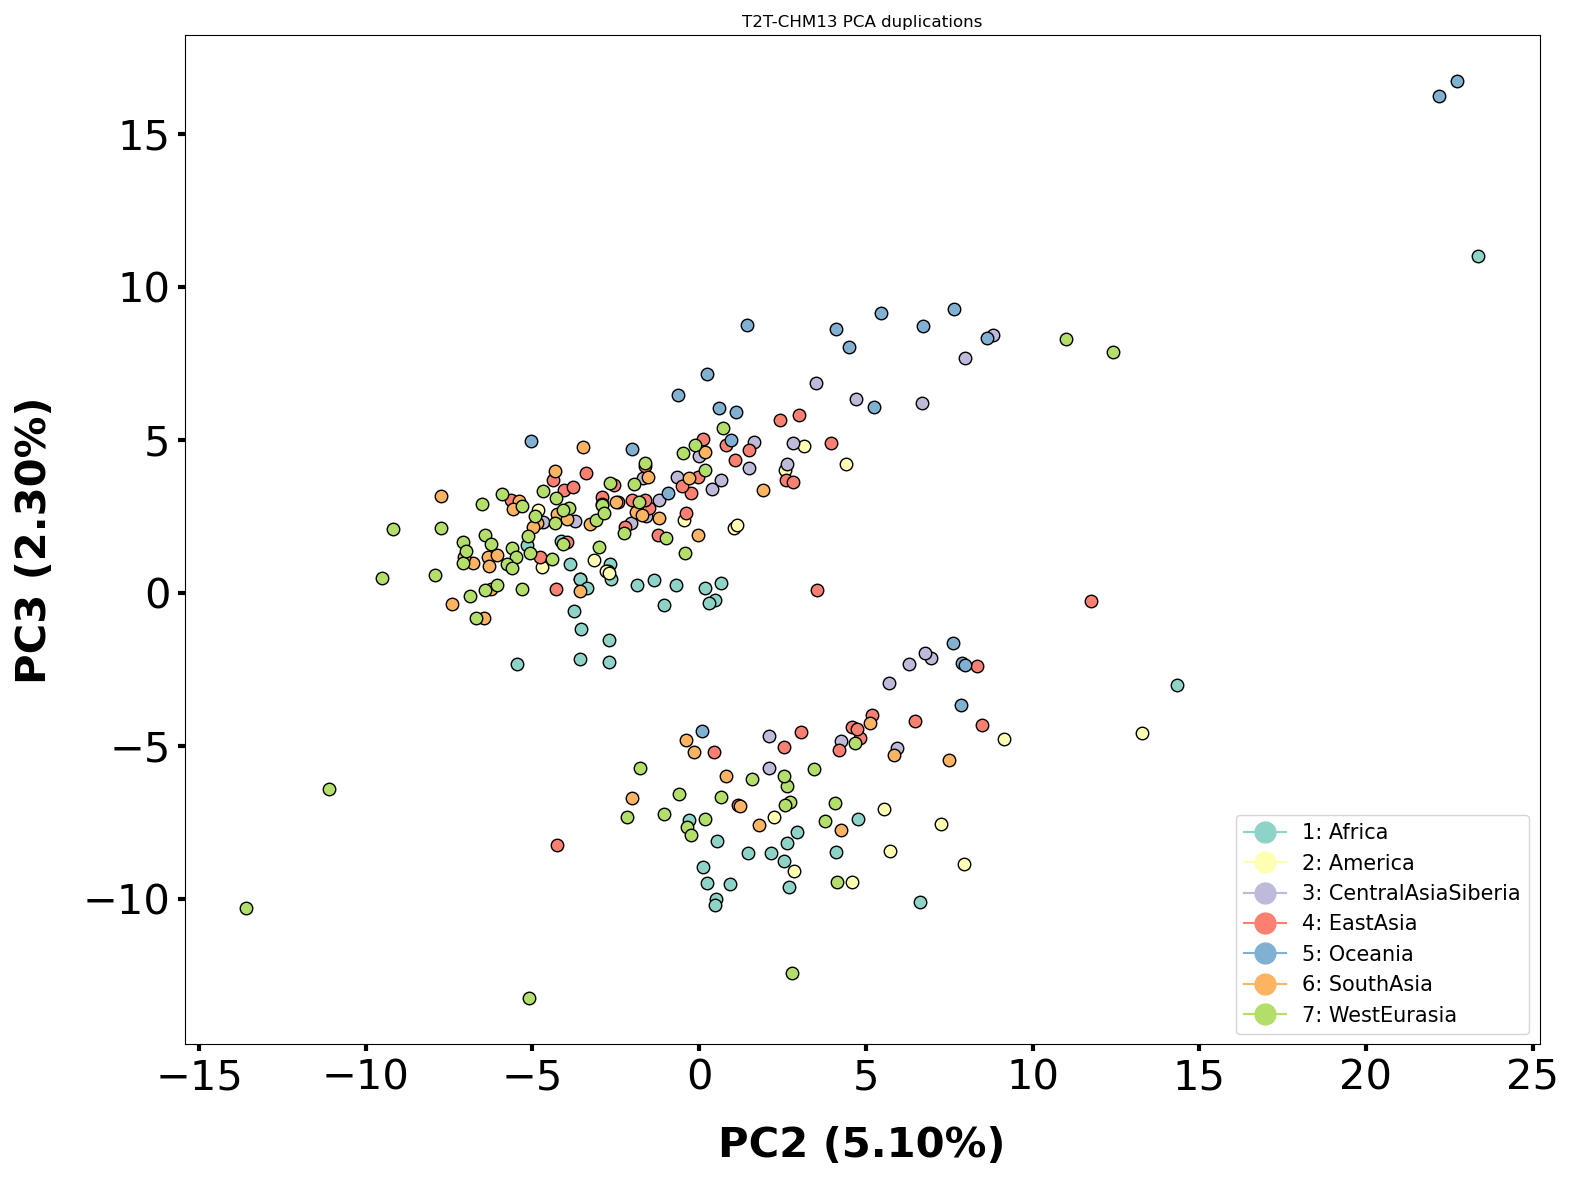 T2T-CHM13 PCA duplications
15
10
5
0
−5
−10
PC3 (2.30%)
1: Africa
2: America
3: CentralAsiaSiberia
4: EastAsia
5: Oceania
6: SouthAsia
7: WestEurasia
−15 −10 −5 0 5 10 15 20 25
PC2 (5.10%)